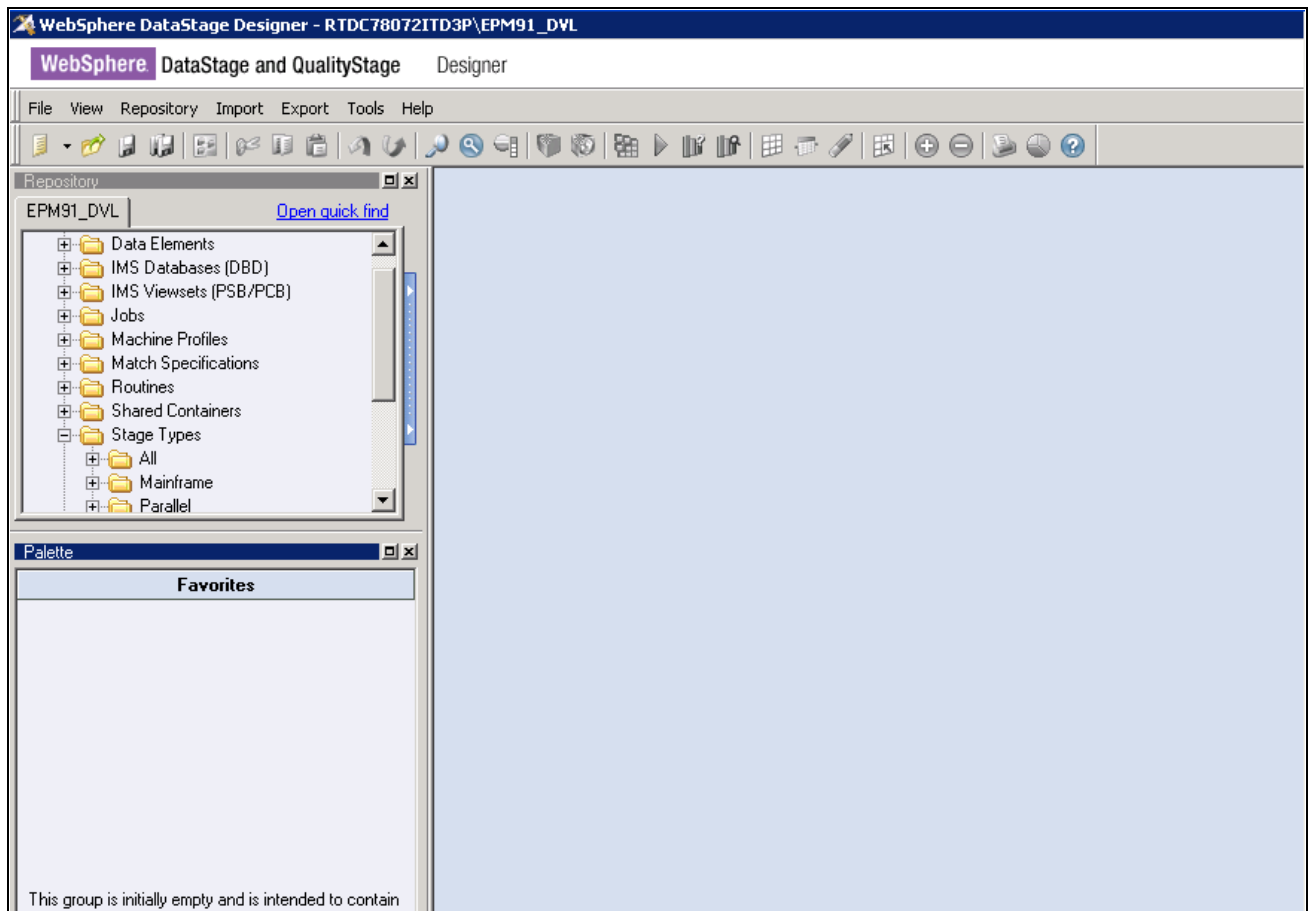 WebSphere DataStage Designer - RTDC78072ITD3P\EPM91_DVL
WebSphere. DataStage and QualityStage Designer
File View Repository Import Export Tools Help
Repository
EPM91_DVL Open quick find
Data Elements
IMS Databases (DBD)
IMS Viewsets (PSB/PCB)
Jobs
Machine Profiles
Match Specifications
Routines
Shared Containers
Stage Types
All
Mainframe
Parallel
Palette
Favorites
This group is initially empty and is intended to contain